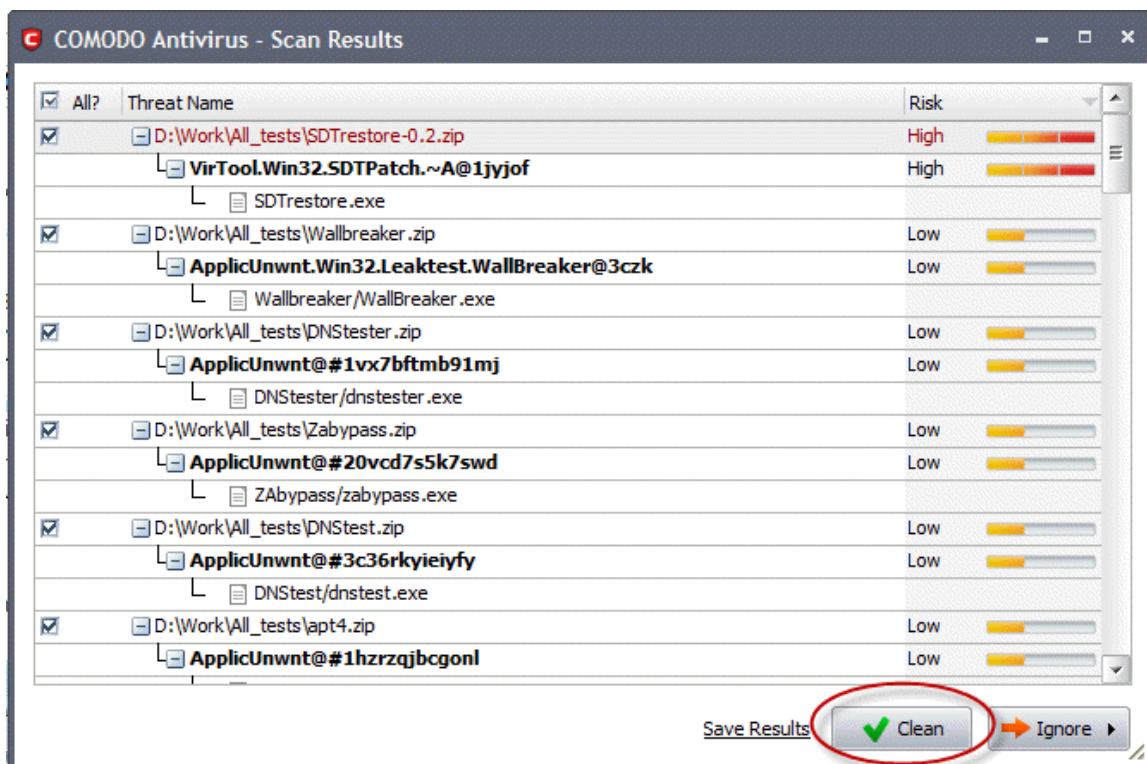 COMODO Antivirus - Scan Results
All? Threat Name Risk
D:\Work\All_tests\SDTrestore-0.2.zip High
VirTool.Win32.SDTPatch.~A@1jyjof High
SDTrestore.exe
D:\Work\All_tests\Wallbreaker.zip Low
ApplicUnwnt.Win32.Leaktest.WallBreaker@3czk Low
Wallbreaker/WallBreaker.exe
D:\Work\All_tests\DNStester.zip Low
ApplicUnwnt@#1vx7bftmb91mj Low
DNStester/dnstester.exe
D:\Work\All_tests\Zabypass.zip Low
ApplicUnwnt@#20vcd7s5k7swd Low
ZAbypass/zabypass.exe
D:\Work\All_tests\DNStest.zip Low
ApplicUnwnt@#3c36rkyieiyfy Low
DNStest/dnstest.exe
D:\Work\All_tests\apt4.zip Low
ApplicUnwnt@#1hzrzqjbcgonl Low
Save Results Clean Ignore